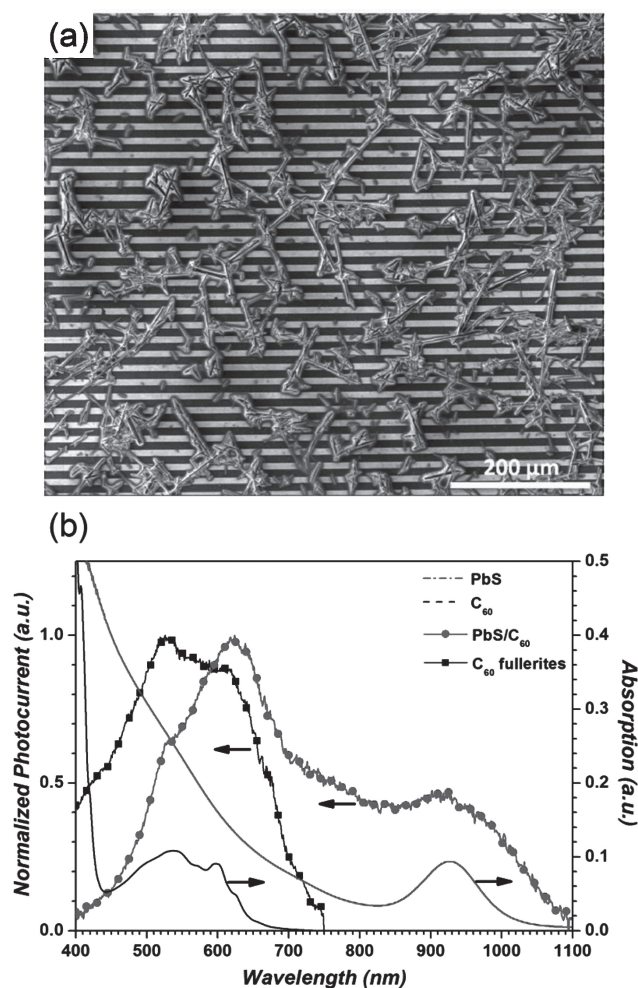 (a)
200 μm
(b)
Normalized Photocurrent (a.u.)
1.0
0.5
0.0
0.5
0.4
0.3
0.2
0.1
0.0
Absorption (a.u.)
PbS
C₆₀
PbS/C₆₀
C₆₀ fullerites
400 500 600 700 800 900 1000 1100
Wavelength (nm)